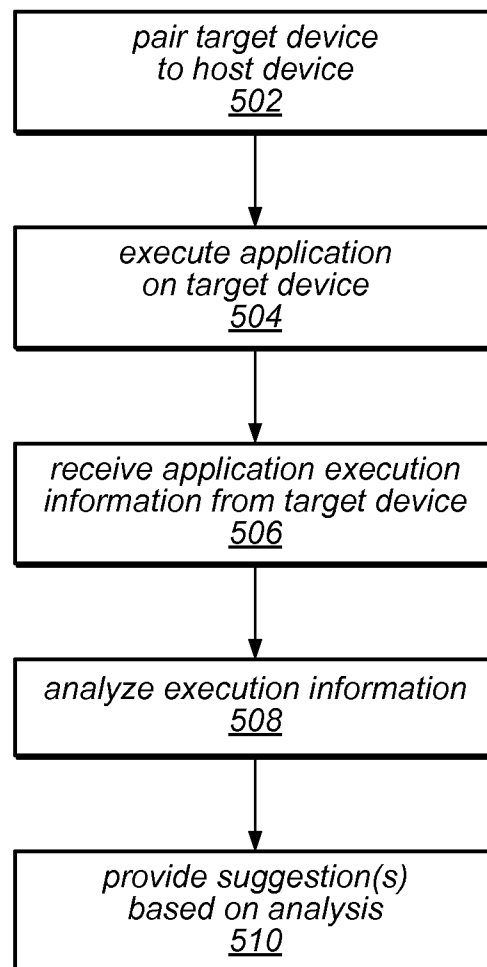 pair target device
to host device
502
execute application
on target device
504
receive application execution
information from target device
506
analyze execution information
508
provide suggestion(s)
based on analysis
510